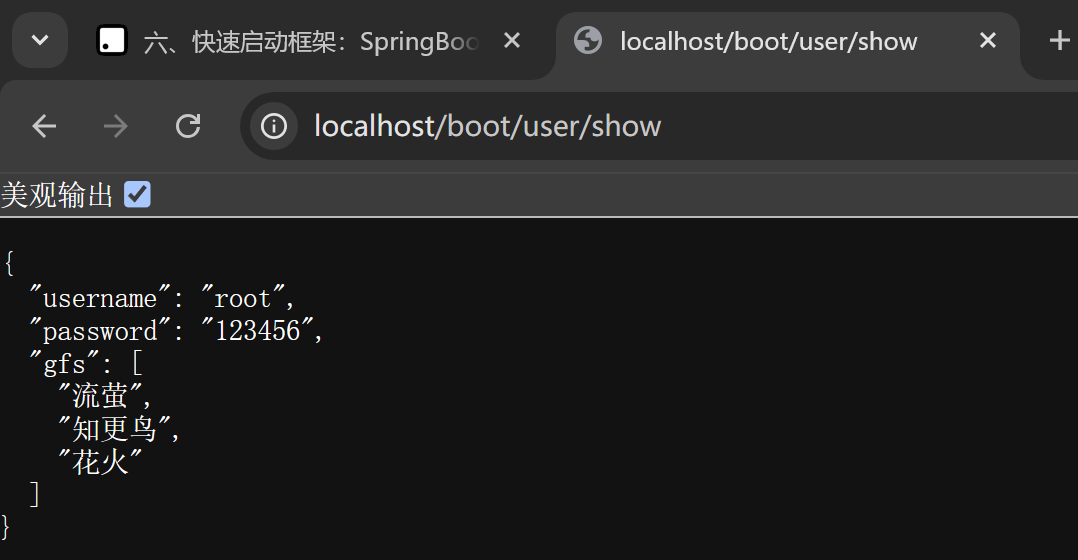 六、快速启动框架：SpringBoo
localhost/boot/user/show
localhost/boot/user/show
美观输出
{
  "username": "root",
  "password": "123456",
  "gfs": [
    "流萤",
    "知更鸟",
    "花火"
  ]
}